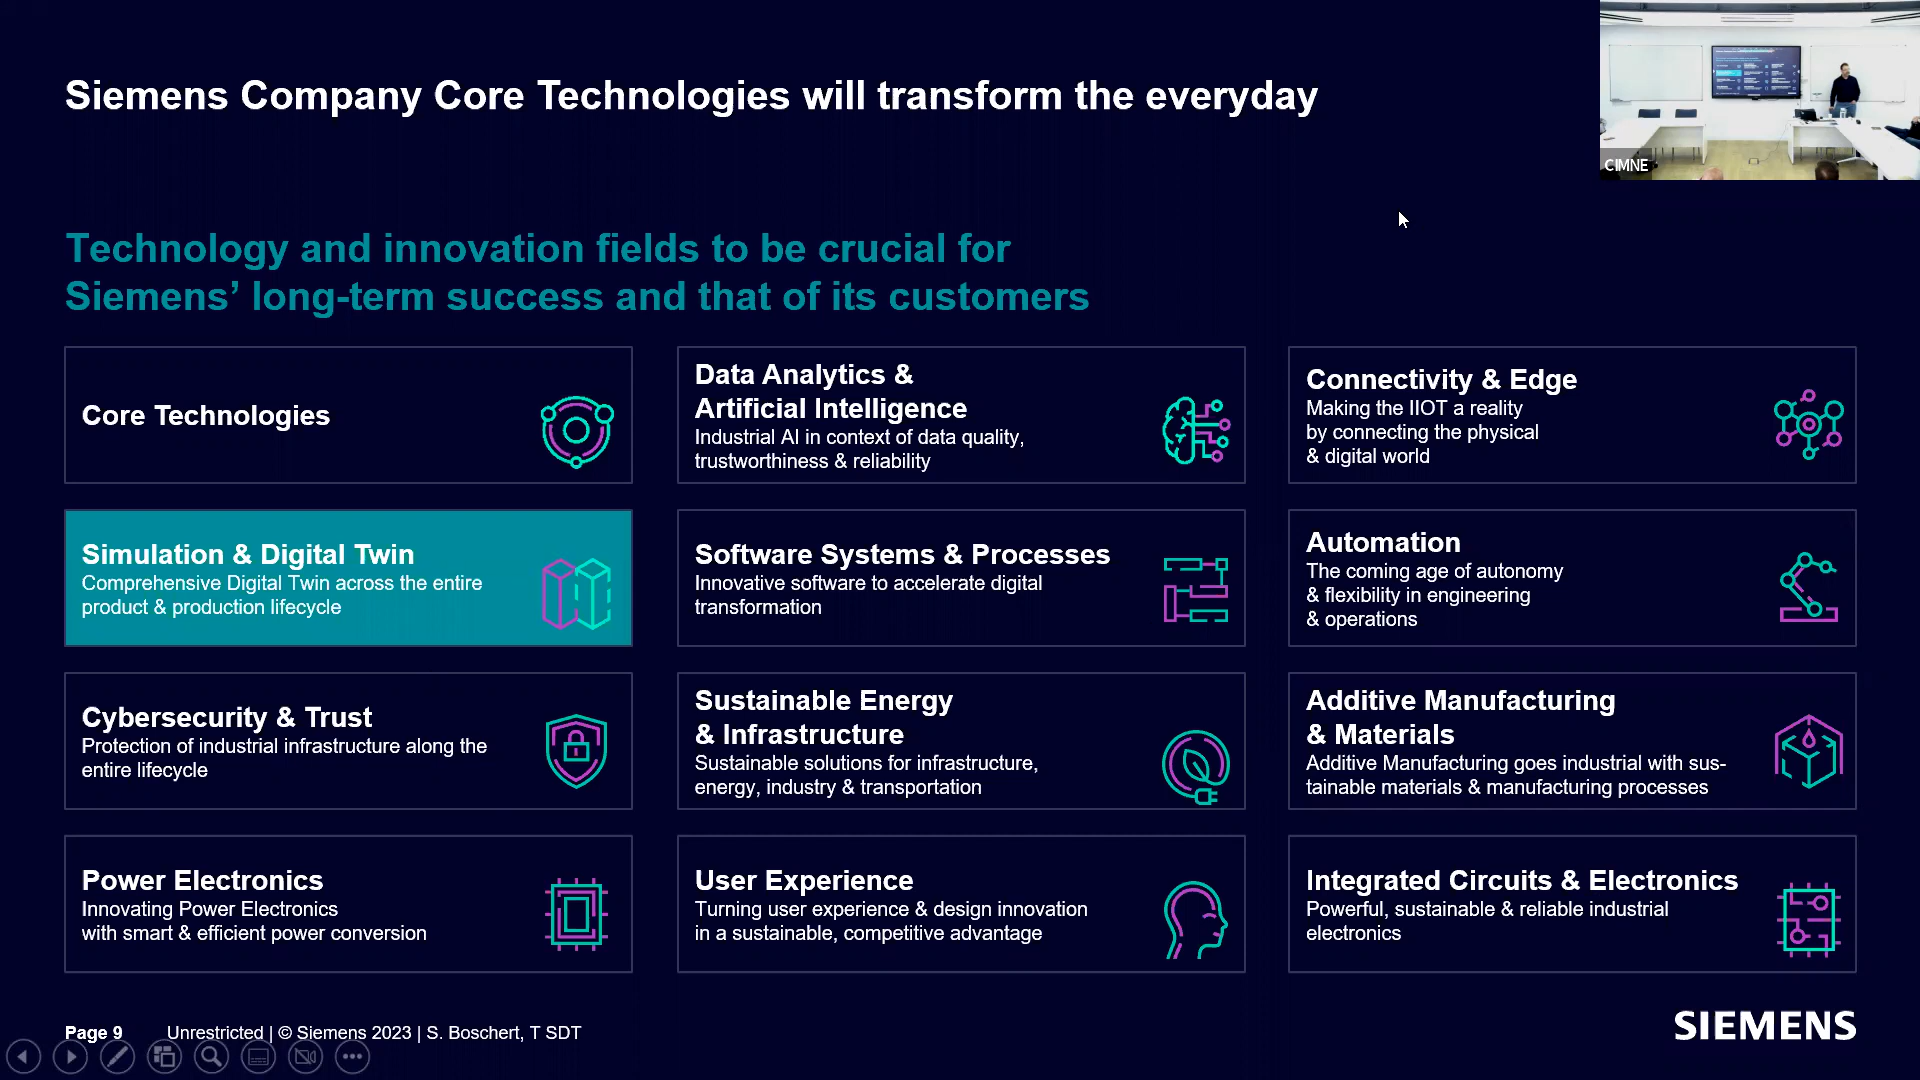 Siemens Company Core Technologies will transform the everyday
CIMNE
Technology and innovation fields to be crucial for
Siemens’ long-term success and that of its customers
Core Technologies
Data Analytics &
Artificial Intelligence
Industrial AI in context of data quality,
trustworthiness & reliability
Connectivity & Edge
Making the IIOT a reality
by connecting the physical
& digital world
Simulation & Digital Twin
Comprehensive Digital Twin across the entire
product & production lifecycle
Software Systems & Processes
Innovative software to accelerate digital
transformation
Automation
The coming age of autonomy
& flexibility in engineering
& operations
Cybersecurity & Trust
Protection of industrial infrastructure along the
entire lifecycle
Sustainable Energy
& Infrastructure
Sustainable solutions for infrastructure,
energy, industry & transportation
Additive Manufacturing
& Materials
Additive Manufacturing goes industrial with sus-
tainable materials & manufacturing processes
Power Electronics
Innovating Power Electronics
with smart & efficient power conversion
User Experience
Turning user experience & design innovation
in a sustainable, competitive advantage
Integrated Circuits & Electronics
Powerful, sustainable & reliable industrial
electronics
Page 9 Unrestricted | © Siemens 2023 | S. Boschert, T SDT
SIEMENS